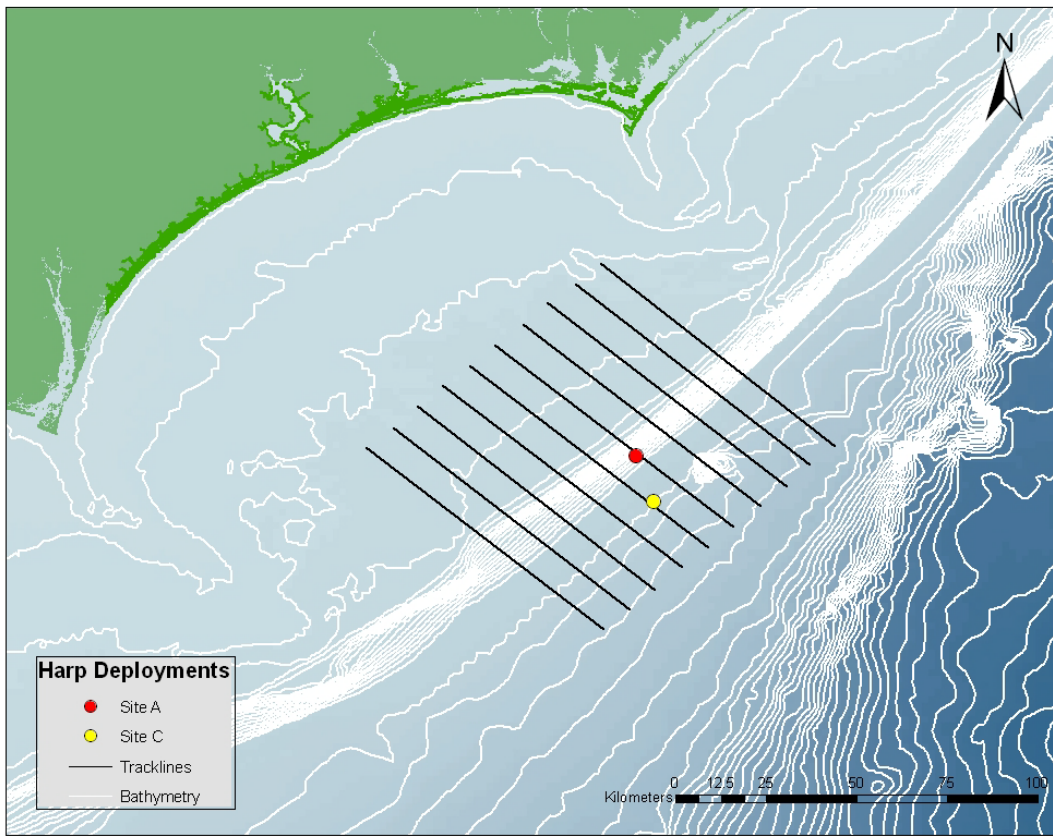 N
Harp Deployments
Site A
Site C
Tracklines
Bathymetry
0 12.5 25 50 75 100
Kilometers